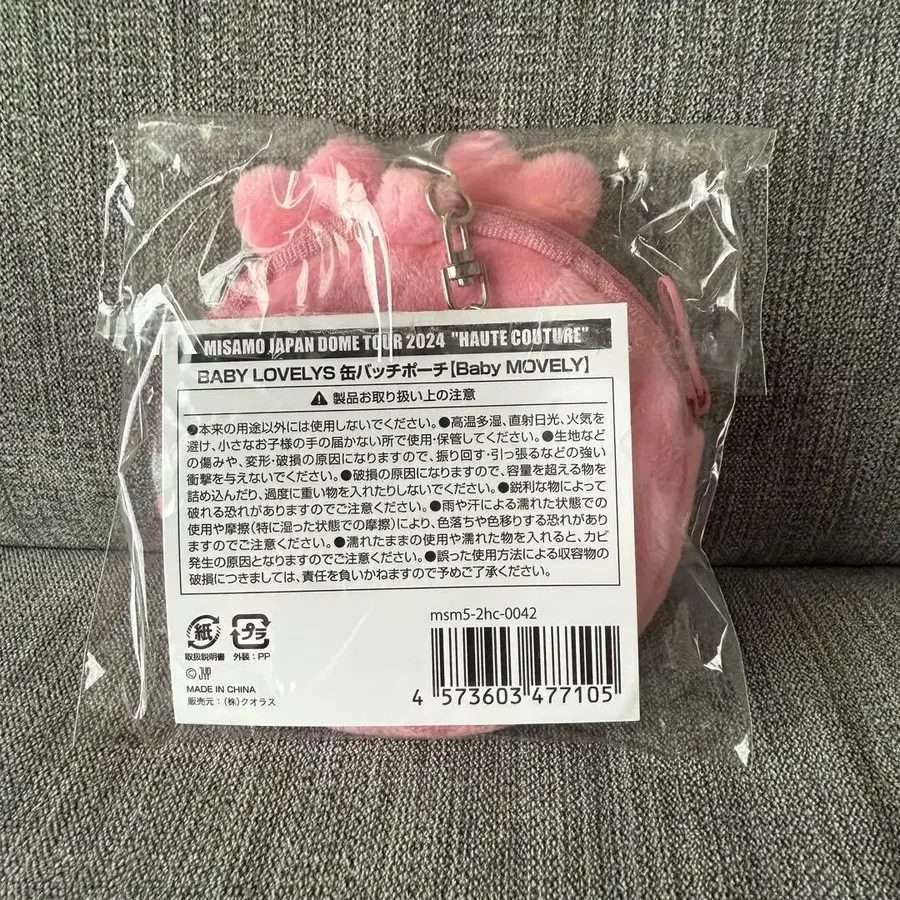 MISAMO JAPAN DOME TOUR 2024 "HAUTE COUTURE"
BABY LOVELYS 缶バッチポーチ【Baby MOVELY】
⚠ 製品お取り扱い上の注意
●本来の用途以外には使用しないでください。●高温多湿、直射日光、火気を
避け、小さなお子様の手の届かない所で使用・保管してください。●生地など
の傷みや、変形・破損の原因になりますので、振り回す・引っ張るなどの強い
衝撃を与えないでください。●破損の原因になりますので、容量を超える物を
詰め込んだり、過度に重い物を入れたりしないでください。●鋭利な物によって
破れる恐れがありますのでご注意ください。●雨や汗による濡れた状態での
使用や摩擦(特に湿った状態での摩擦)により、色落ちや色移りする恐れがあり
ますのでご注意ください。●濡れたままの使用や濡れた物を入れると、カビ
発生の原因となりますのでご注意ください。●誤った使用方法による収容物の
破損につきましては、責任を負いかねますので予めご了承ください。
紙
プラ
取扱説明書 外装:PP
©JYP
MADE IN CHINA
販売元:(株)クオラス
msm5-2hc-0042
4 573603 477105